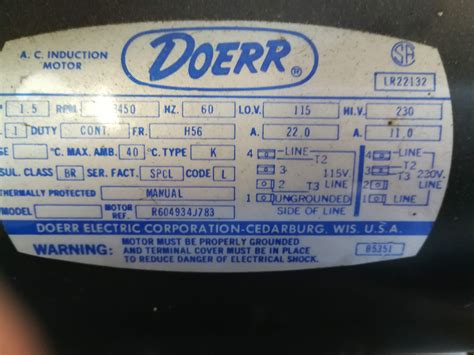 A. C. INDUCTION
MOTOR
DOERR ®
SA
LR22132
P 1.5 RPM 3450 HZ. 60 LO.V. 115 HI.V. 230
1 DUTY CONT. FR. H56 A. 22.0 A. 11.0
GE °C. MAX. AMB. 40 °C. TYPE K
SUL. CLASS BR SER. FACT. SPCL CODE L
THERMALLY PROTECTED MANUAL
MODEL MOTOR REF. R604934J783
4 LINE
T2
3 115V
2 LINE
T3
1 UNGROUNDED
SIDE OF LINE
4 LINE
T2
3 220V.
2 T3
1 LINE
DOERR ELECTRIC CORPORATION-CEDARBURG, WIS. U.S.A.
WARNING: MOTOR MUST BE PROPERLY GROUNDED
AND TERMINAL COVER MUST BE IN PLACE
TO REDUCE DANGER OF ELECTRICAL SHOCK.
B5351